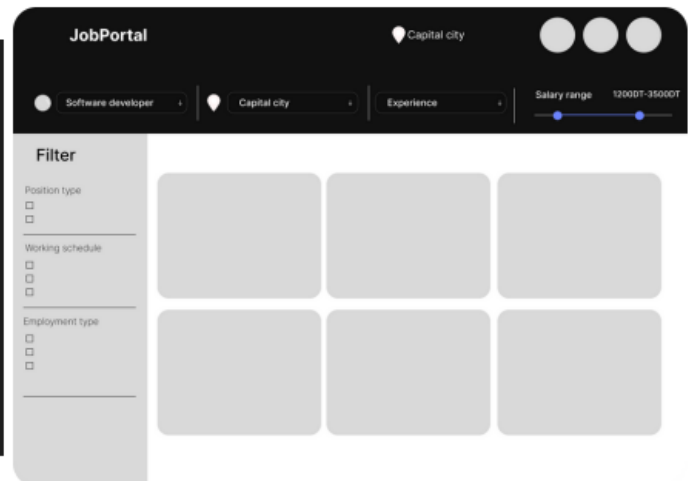 JobPortal
Capital city
Software developer
Capital city
Experience
Salary range
1200DT-3500DT
Filter
Position type
Working schedule
Employment type